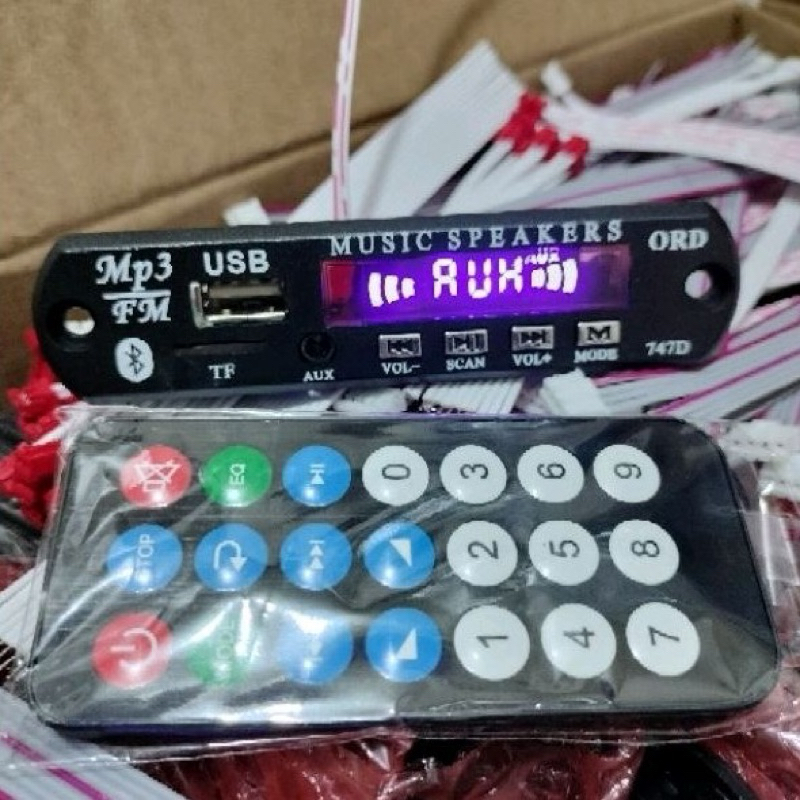 MUSIC SPEAKERS
ORD
Mp3
FM
USB
AUX
AUX
TF
AUX
VOL-
SCAN
VOL+
M
MODE
747D
EQ
0
3
6
9
STOP
2
5
8
1
4
7